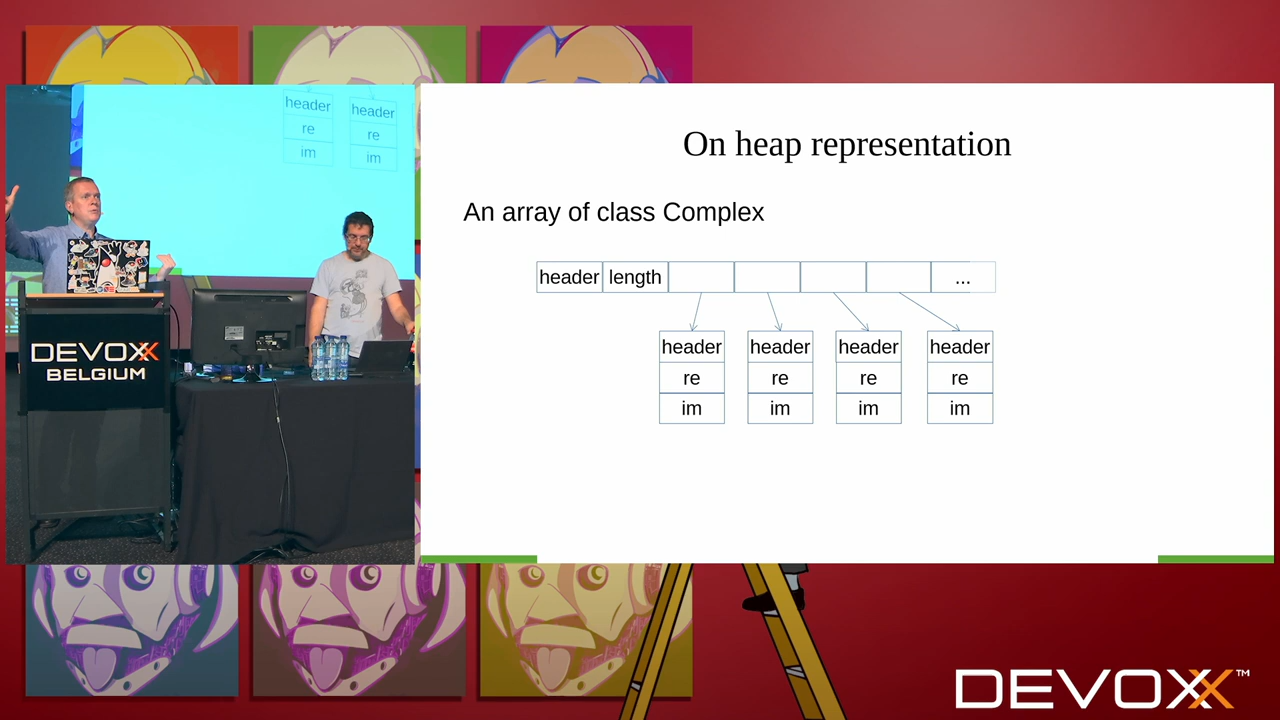 header header
re re
im im
DEVOXX
BELGIUM
On heap representation
An array of class Complex
header length ...
header header header header
re re re re
im im im im
DEVOXX™